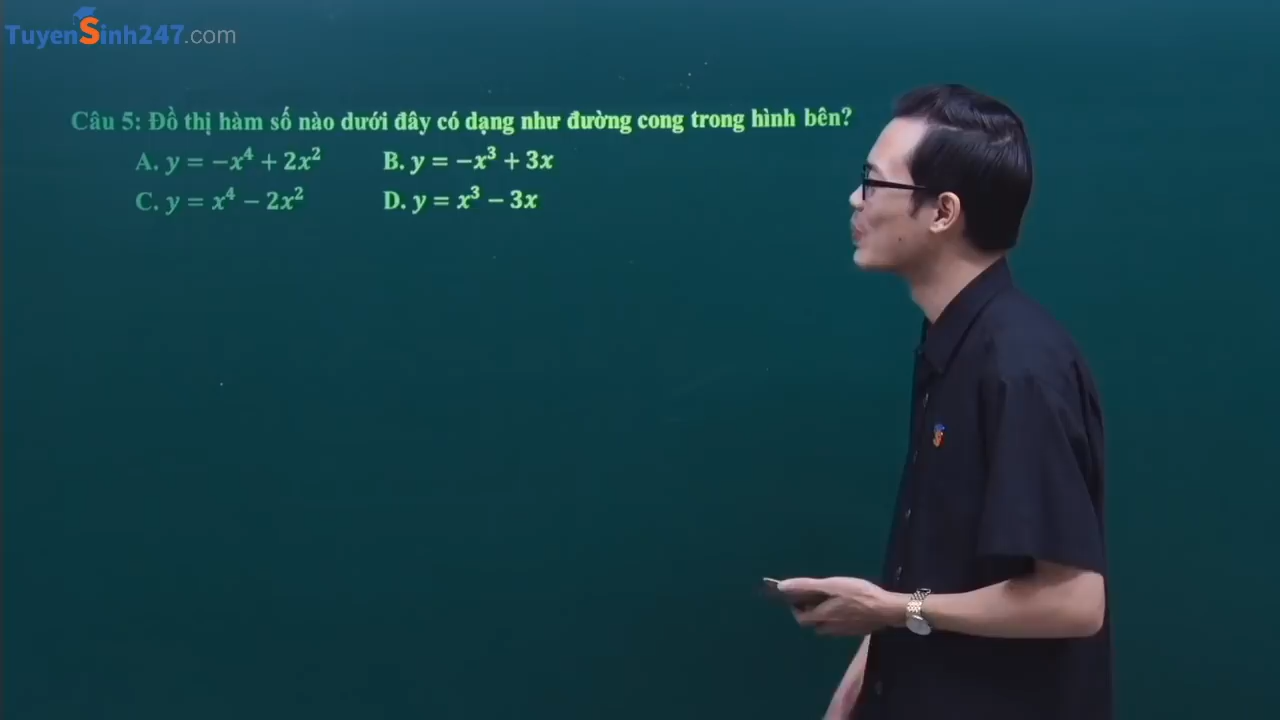 TuyenSinh247.com
Câu 5: Đồ thị hàm số nào dưới đây có dạng như đường cong trong hình bên?
A. y = −x⁴ + 2x² B. y = −x³ + 3x
C. y = x⁴ − 2x² D. y = x³ − 3x